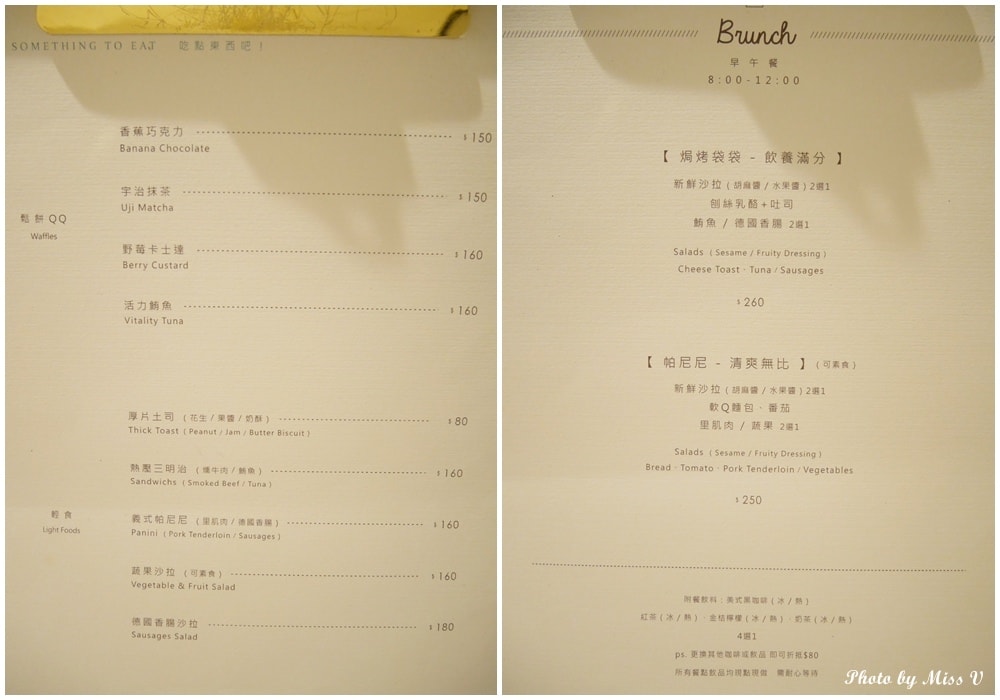 SOMETHING TO EAT 吃點東西吧！
香蕉巧克力 $150
Banana Chocolate
宇治抹茶 $150
Uji Matcha
鬆餅QQ
Waffles
野莓卡士達 $160
Berry Custard
活力鮪魚 $160
Vitality Tuna
厚片土司（花生/果醬/奶酥） $80
Thick Toast（Peanut / Jam / Butter Biscuit）
熱壓三明治（燻牛肉/鮪魚） $160
Sandwichs（Smoked Beef / Tuna）
輕食
Light Foods
義式帕尼尼（里肌肉/德國香腸） $160
Panini（Pork Tenderloin / Sausages）
蔬果沙拉（可素食） $160
Vegetable & Fruit Salad
德國香腸沙拉 $180
Sausages Salad
Brunch
早午餐
8:00-12:00
【 焗烤袋袋 - 飲養滿分 】
新鮮沙拉（胡麻醬 / 水果醬）2選1
刨絲乳酪+吐司
鮪魚 / 德國香腸 2選1
Salads（Sesame / Fruity Dressing）
Cheese Toast · Tuna / Sausages
$260
【 帕尼尼 - 清爽無比 】（可素食）
新鮮沙拉（胡麻醬 / 水果醬）2選1
軟Q麵包、番茄
里肌肉 / 蔬果 2選1
Salads（Sesame / Fruity Dressing）
Bread · Tomato · Pork Tenderloin / Vegetables
$250
附餐飲料：美式黑咖啡（冰/熱）
紅茶（冰/熱）· 金桔檸檬（冰/熱）· 奶茶（冰/熱）
4選1
ps. 更換其他咖啡或飲品 即可折抵$80
所有餐點飲品均現點現做 需耐心等待
Photo by Miss V